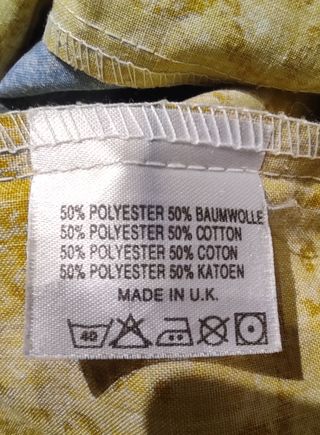 50% POLYESTER 50% BAUMWOLLE
50% POLYESTER 50% COTTON
50% POLYESTER 50% COTON
50% POLYESTER 50% KATOEN
MADE IN U.K.
40